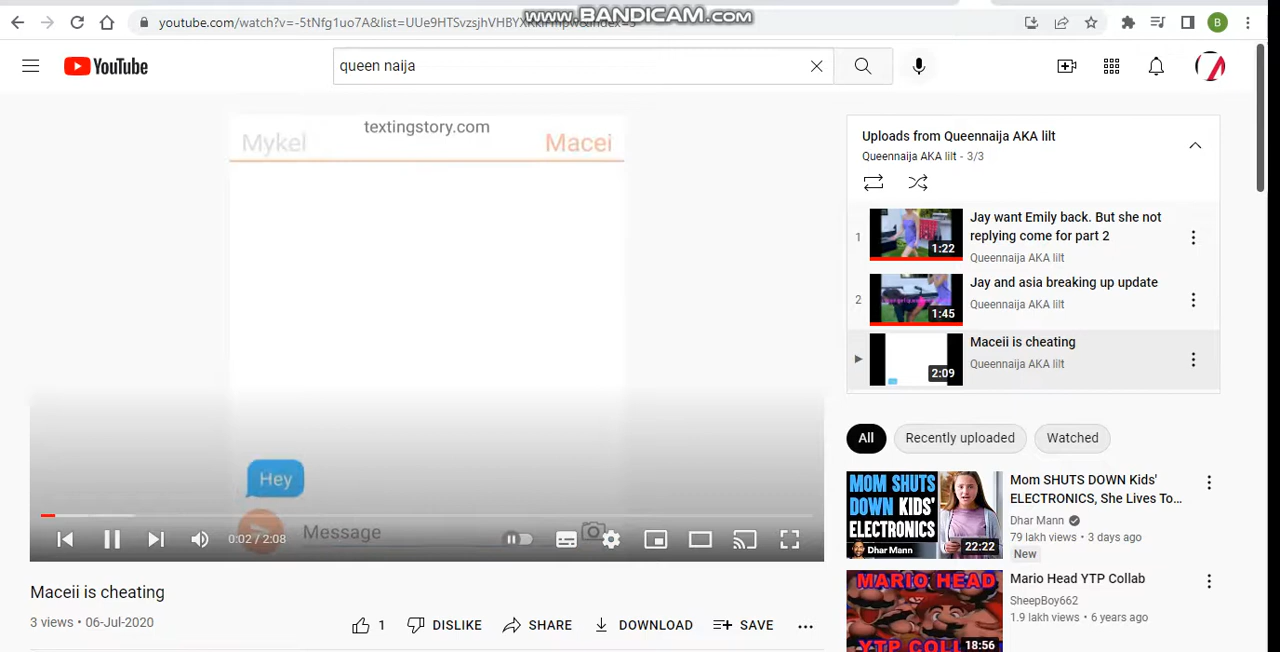 youtube.com/watch?v=-5tNfg1uo7A&list=UUe9HTSvzsjhVHBY
www.BANDICAM.com
B
YouTube
queen naija
textingstory.com
Mykel
Macei
Hey
Message
0:02 / 2:08
Maceii is cheating
3 views • 06-Jul-2020
1
DISLIKE
SHARE
DOWNLOAD
SAVE
Uploads from Queennaija AKA lilt
Queennaija AKA lilt - 3/3
1
1:22
Jay want Emily back. But she not
replying come for part 2
Queennaija AKA lilt
2
1:45
Jay and asia breaking up update
Queennaija AKA lilt
2:09
Maceii is cheating
Queennaija AKA lilt
All
Recently uploaded
Watched
MOM SHUTS
DOWN KIDS'
ELECTRONICS
Dhar Mann
22:22
Mom SHUTS DOWN Kids'
ELECTRONICS, She Lives To...
Dhar Mann
79 lakh views • 3 days ago
New
MARIO HEAD
YTP COLLAB
18:56
Mario Head YTP Collab
SheepBoy662
1.9 lakh views • 6 years ago